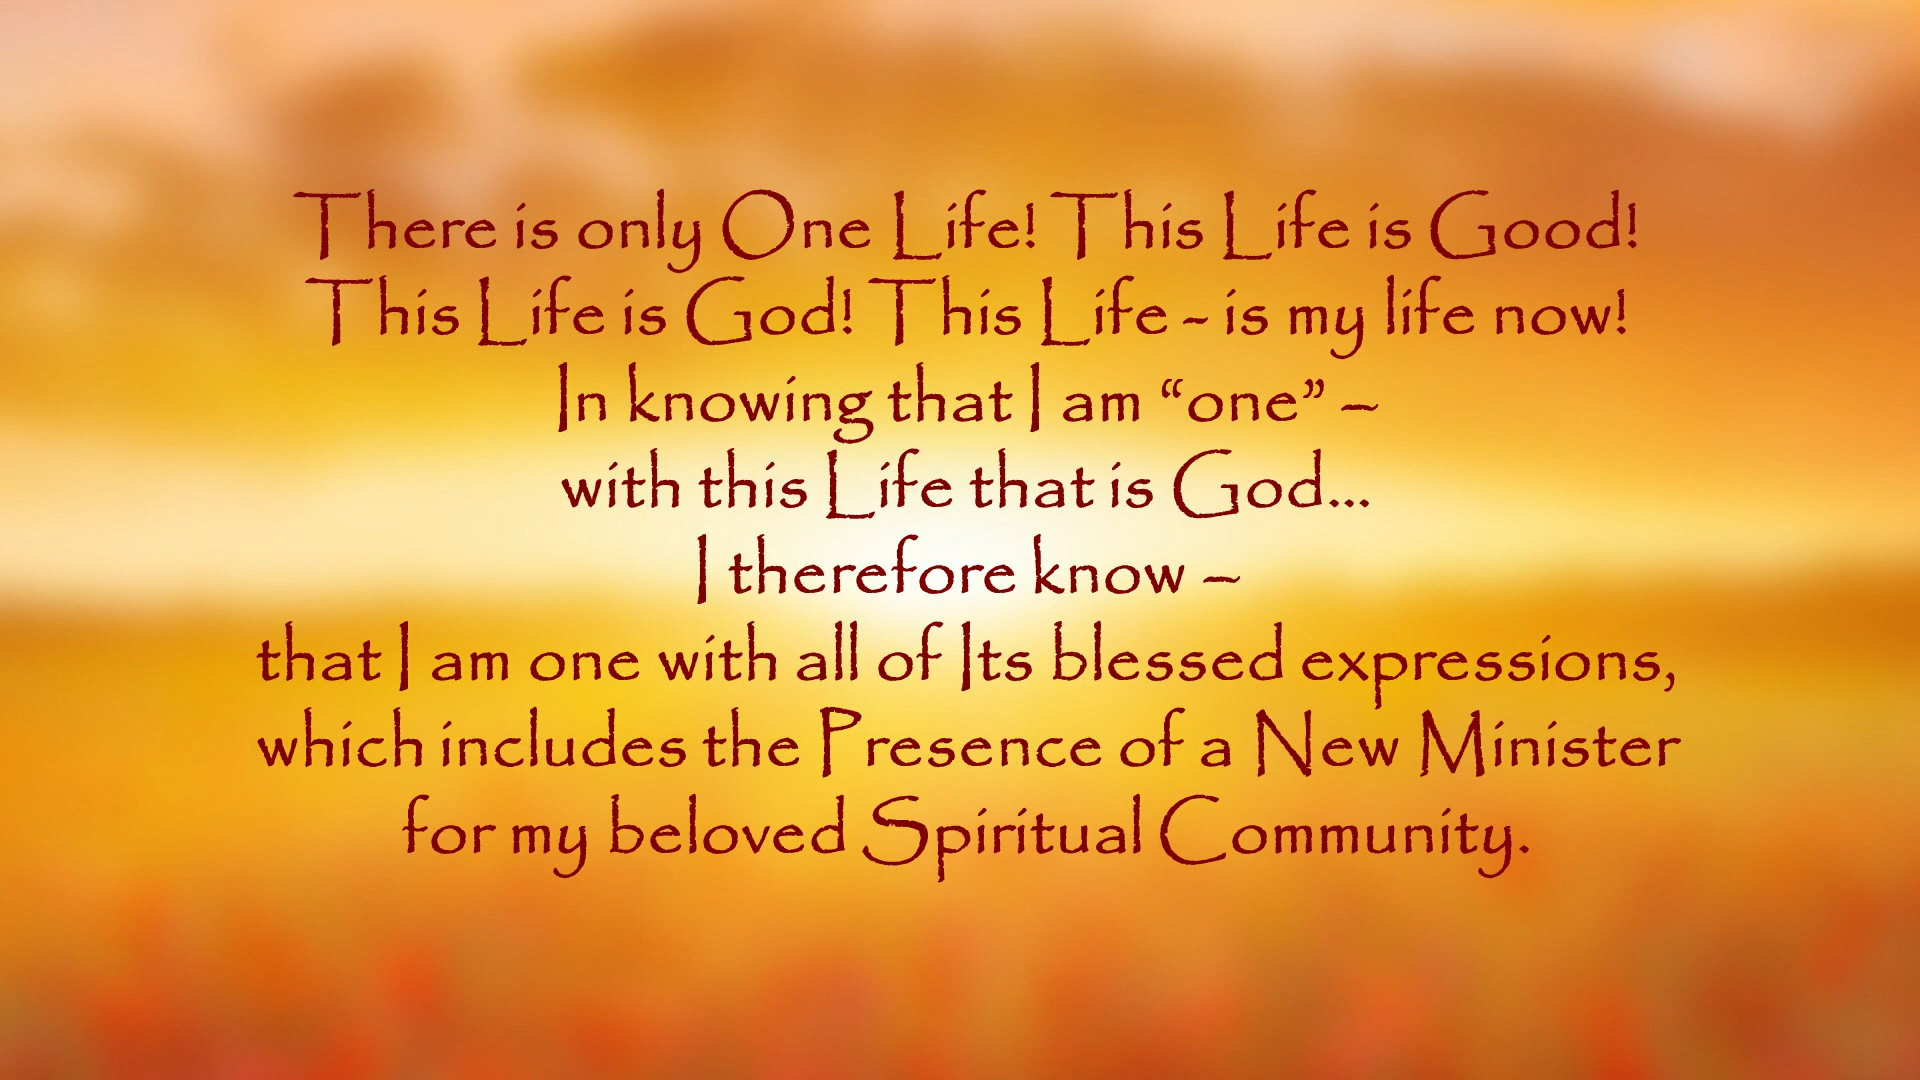 There is only One Life! This Life is Good!
This Life is God! This Life - is my life now!
In knowing that I am “one” –
with this Life that is God...
I therefore know –
that I am one with all of Its blessed expressions,
which includes the Presence of a New Minister
for my beloved Spiritual Community.